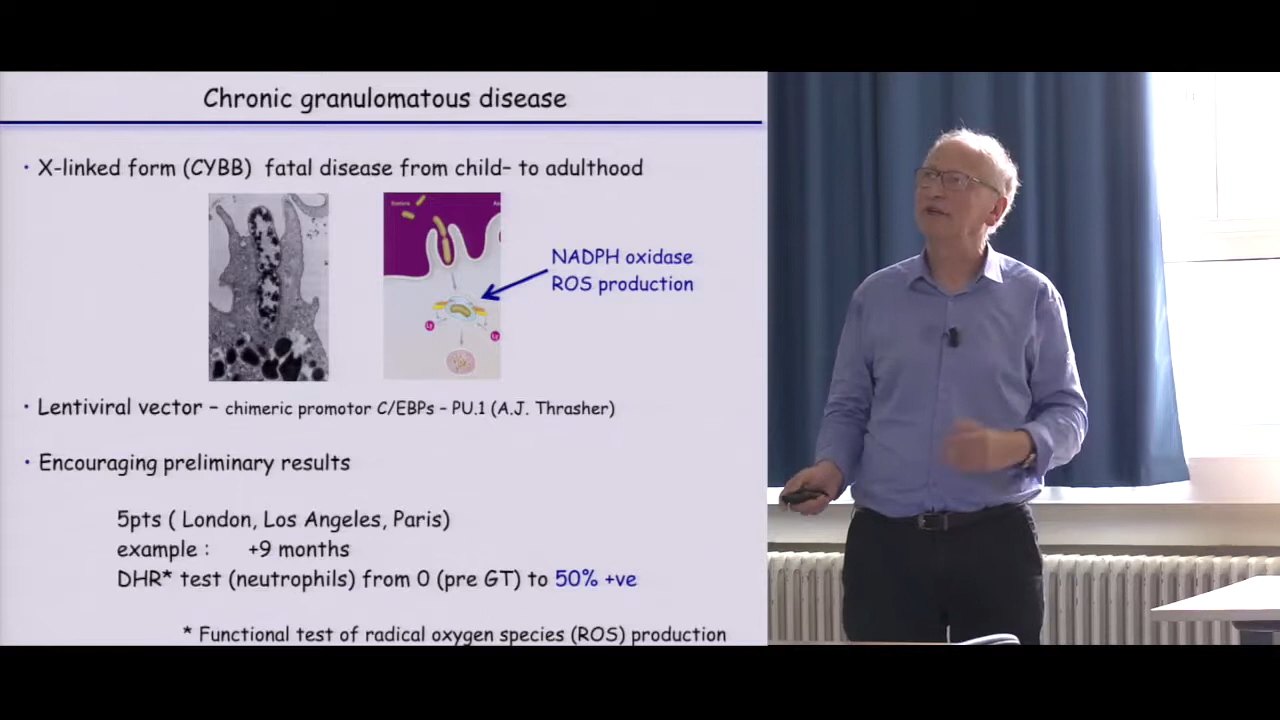 Chronic granulomatous disease
· X-linked form (CYBB) fatal disease from child- to adulthood
Bacteria
NADPH oxidase
ROS production
· Lentiviral vector – chimeric promotor C/EBPs – PU.1 (A.J. Thrasher)
· Encouraging preliminary results
5pts ( London, Los Angeles, Paris)
example : +9 months
DHR* test (neutrophils) from 0 (pre GT) to 50% +ve
* Functional test of radical oxygen species (ROS) production